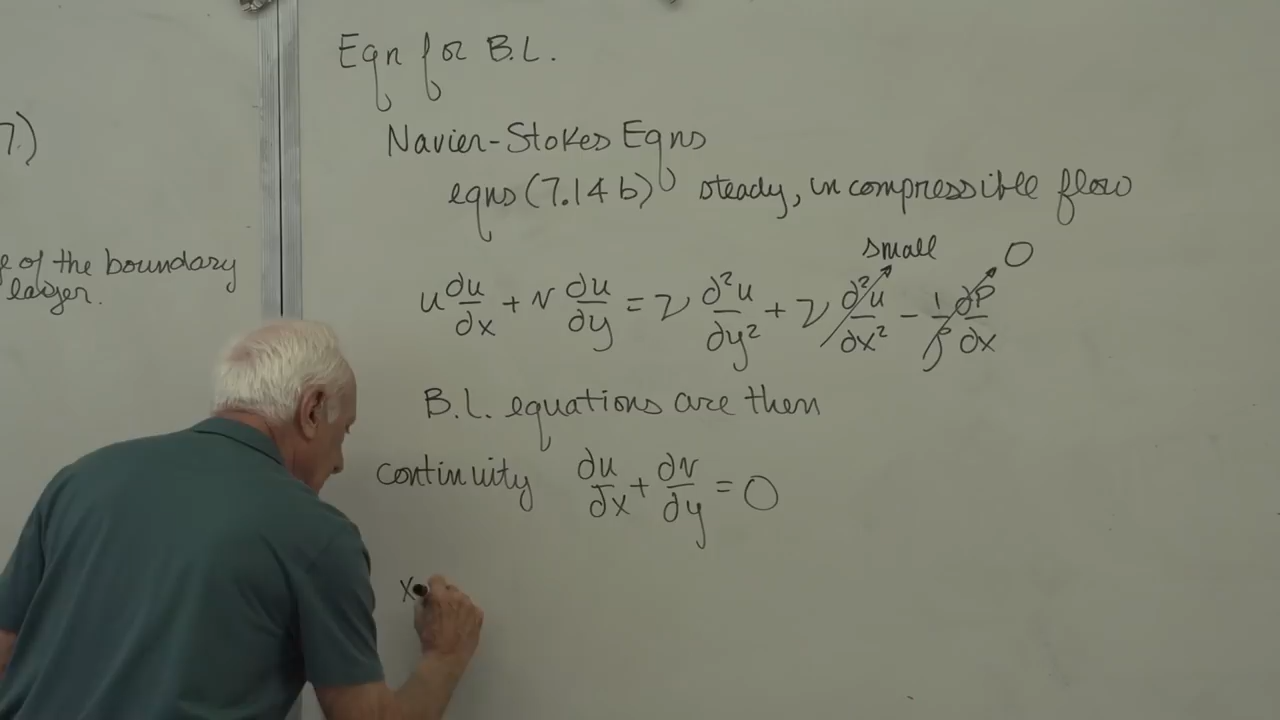 7.)
e of the boundary
layer.
Eqn for B.L.
Navier-Stokes Eqns
eqns (7.14b) steady, incompressible flow
small 0
u ∂u/∂x + v ∂u/∂y = ν ∂²u/∂y² + ν ∂²u/∂x² - 1/ρ ∂P/∂x
B.L. equations are then
continuity ∂u/∂x + ∂v/∂y = 0
x